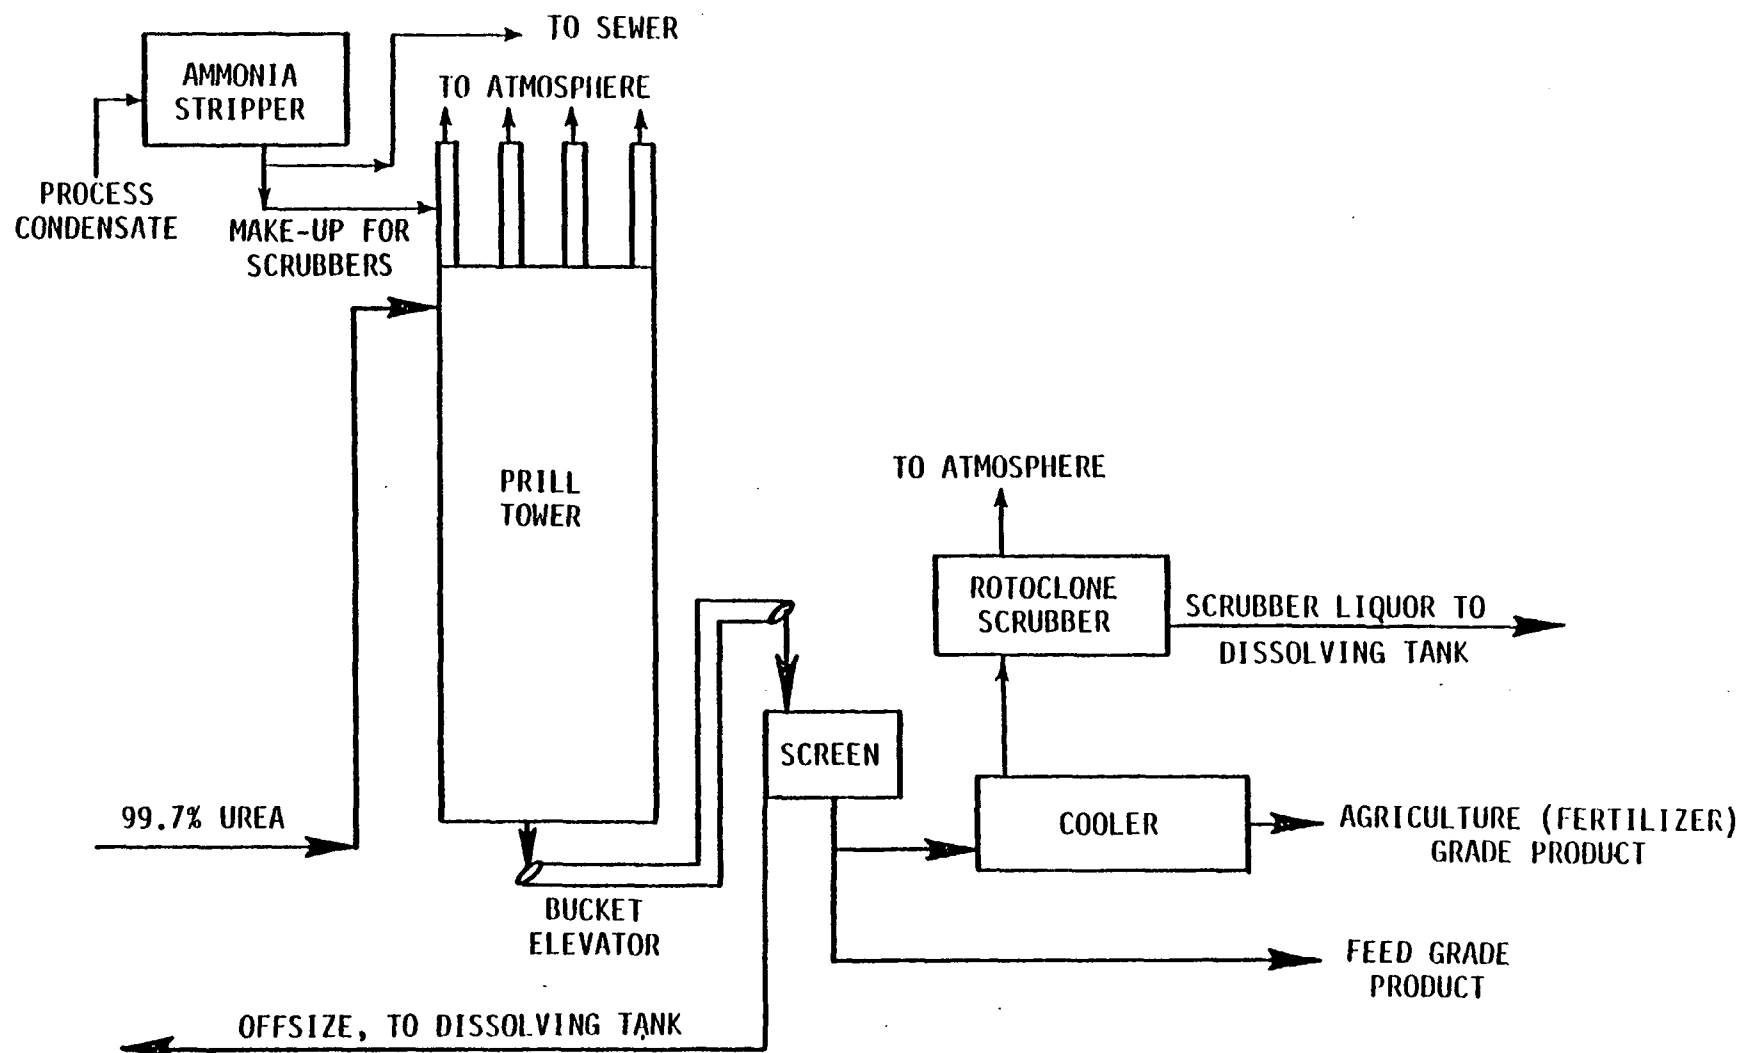 TO SEWER
AMMONIA
STRIPPER
TO ATMOSPHERE
PROCESS
CONDENSATE
MAKE-UP FOR
SCRUBBERS
PRILL
TOWER
TO ATMOSPHERE
ROTOCLONE
SCRUBBER
SCRUBBER LIQUOR TO
DISSOLVING TANK
SCREEN
99.7% UREA
COOLER
AGRICULTURE (FERTILIZER)
GRADE PRODUCT
BUCKET
ELEVATOR
FEED GRADE
PRODUCT
OFFSIZE, TO DISSOLVING TANK